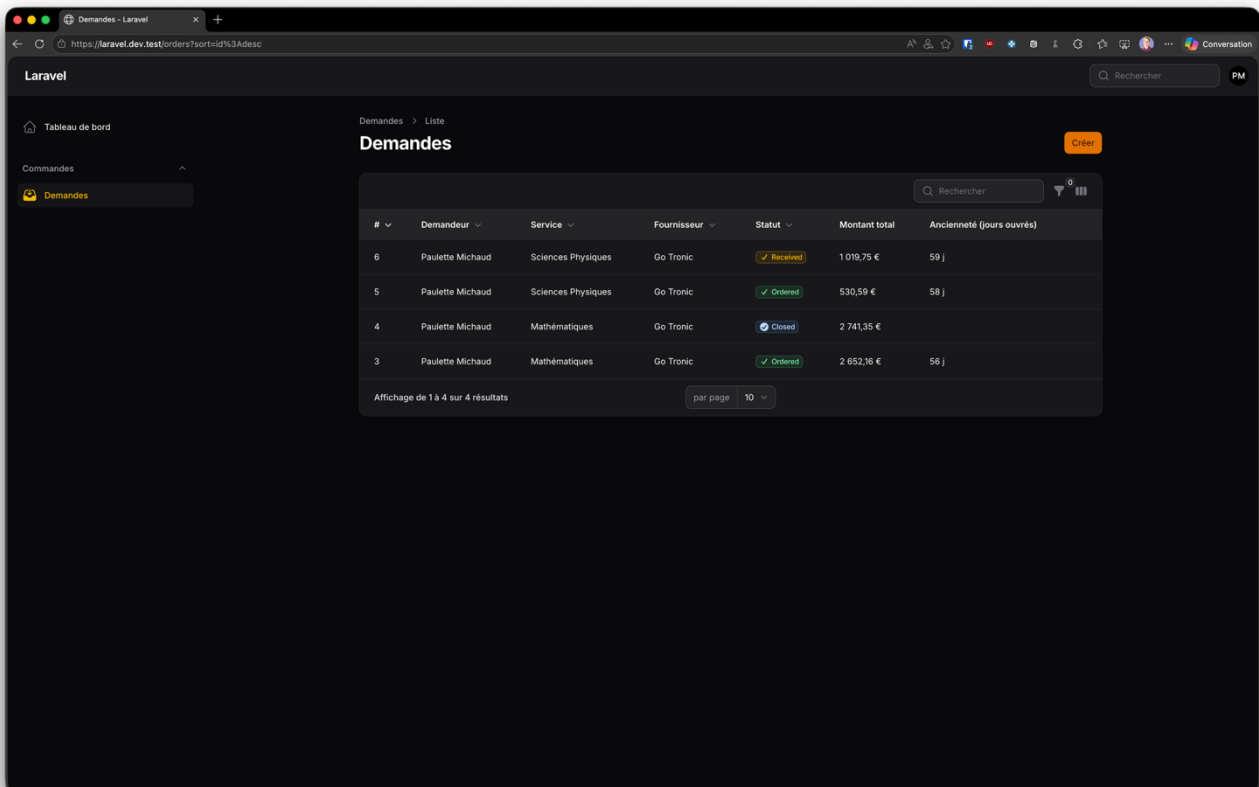 Demandes - Laravel
https://laravel.dev.test/orders?sort=id%3Adesc
Conversation
Laravel
Rechercher
PM
Tableau de bord
Commandes
Demandes
Demandes > Liste
Demandes
Créer
Rechercher
0
# Demandeur Service Fournisseur Statut Montant total Ancienneté (jours ouvrés)
6 Paulette Michaud Sciences Physiques Go Tronic Received 1 019,75 € 59 j
5 Paulette Michaud Sciences Physiques Go Tronic Ordered 530,59 € 58 j
4 Paulette Michaud Mathématiques Go Tronic Closed 2 741,35 €
3 Paulette Michaud Mathématiques Go Tronic Ordered 2 652,16 € 56 j
Affichage de 1 à 4 sur 4 résultats
par page 10